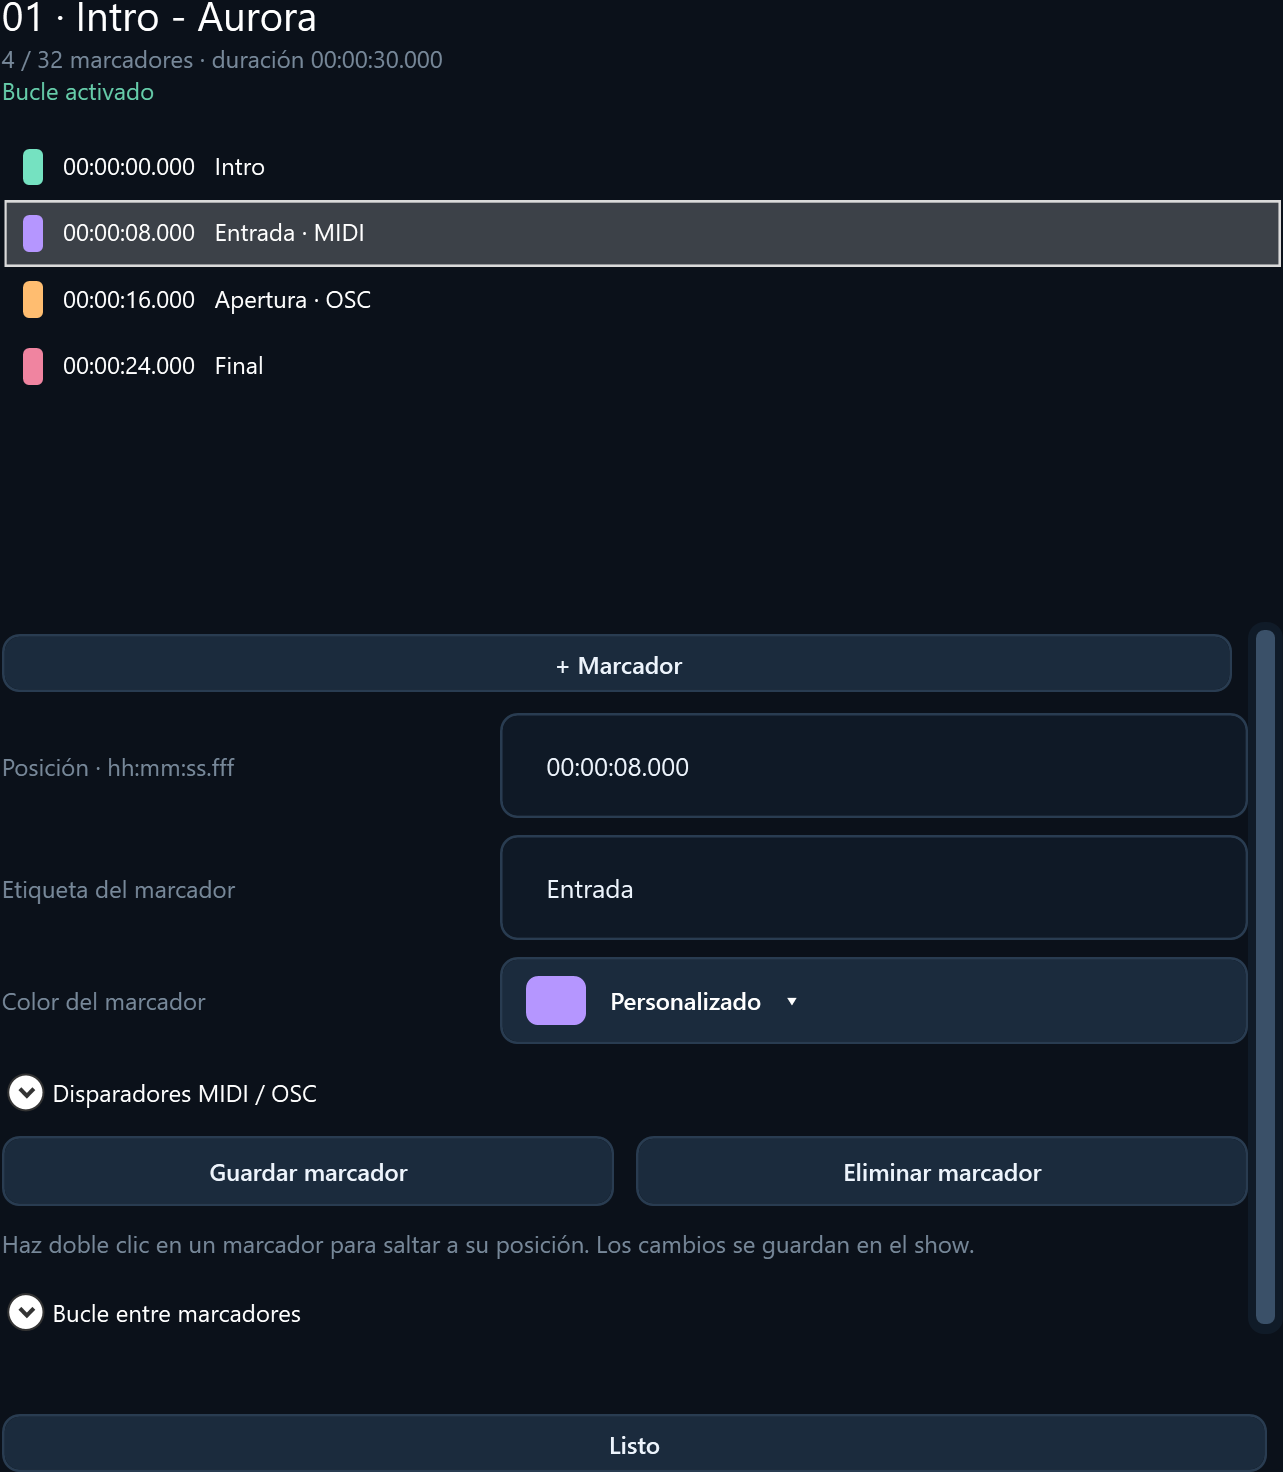 01 · Intro - Aurora
4 / 32 marcadores · duración 00:00:30.000
Bucle activado
00:00:00.000 Intro
00:00:08.000 Entrada · MIDI
00:00:16.000 Apertura · OSC
00:00:24.000 Final
+ Marcador
Posición · hh:mm:ss.fff 00:00:08.000
Etiqueta del marcador Entrada
Color del marcador Personalizado
Disparadores MIDI / OSC
Guardar marcador Eliminar marcador
Haz doble clic en un marcador para saltar a su posición. Los cambios se guardan en el show.
Bucle entre marcadores
Listo